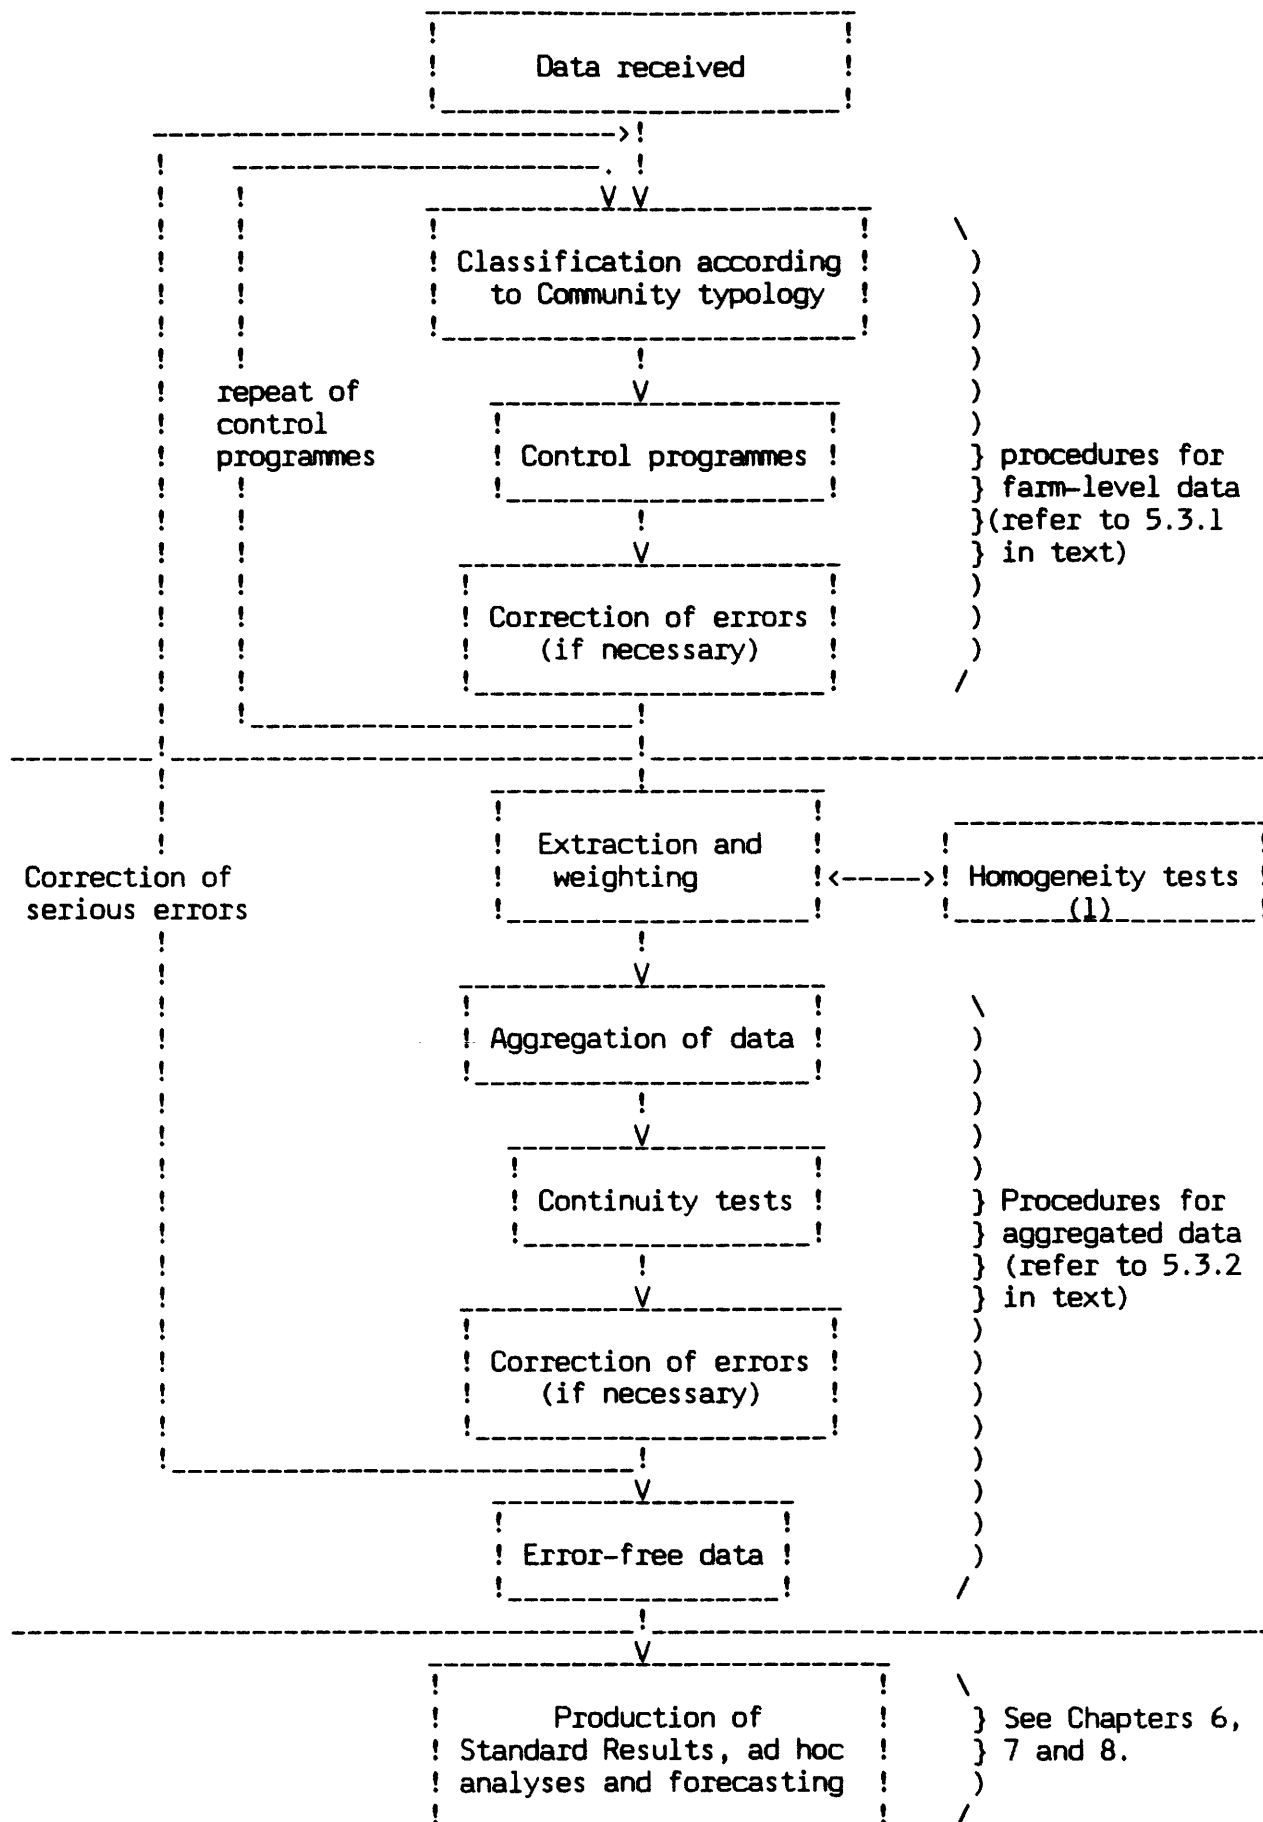 Data received
Classification according
to Community typology
repeat of
control
programmes
Control programmes
procedures for
farm-level data
(refer to 5.3.1
in text)
Correction of errors
(if necessary)
Extraction and
weighting
Homogeneity tests
(1)
Correction of
serious errors
Aggregation of data
Continuity tests
Procedures for
aggregated data
(refer to 5.3.2
in text)
Correction of errors
(if necessary)
Error-free data
Production of
Standard Results, ad hoc
analyses and forecasting
See Chapters 6,
7 and 8.